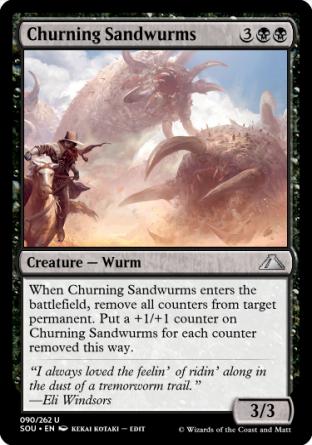 Churning Sandwurms 3
Creature — Wurm
When Churning Sandwurms enters the
battlefield, remove all counters from target
permanent. Put a +1/+1 counter on
Churning Sandwurms for each counter
removed this way.
"I always loved the feelin' of ridin' along in
the dust of a tremorworm trail."
—Eli Windsors
3/3
090/262 U
SOU • EN KEKAI KOTAKI — EDIT © Wizards of the Coast and Matt